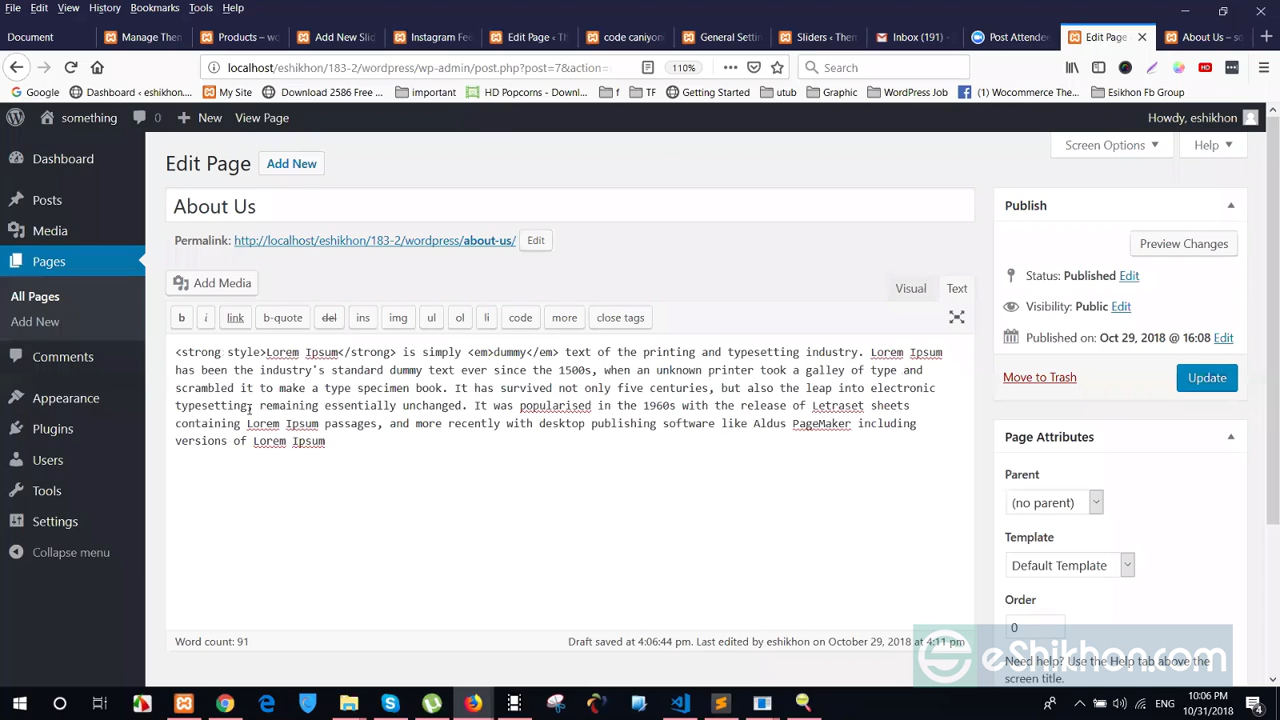 File Edit View History Bookmarks Tools Help
Document Manage Them Products – wo Add New Slid Instagram Fee Edit Page ‹ Th code caniyon General Settin Sliders ‹ Them Inbox (191) - Post Attendee Edit Page About Us – so
localhost/eshikhon/183-2/wordpress/wp-admin/post.php?post=7&action= 110% Search
Google Dashboard ‹ eshikhon.... My Site Download 2586 Free ... important HD Popcorns - Downl... f TF Getting Started utub Graphic WordPress Job (1) Wocommerce The... Esikhon Fb Group
something 0 New View Page Howdy, eshikhon
Screen Options Help
Edit Page Add New
Dashboard
Posts
Media
Pages
All Pages
Add New
Comments
Appearance
Plugins
Users
Tools
Settings
Collapse menu
About Us
Permalink: http://localhost/eshikhon/183-2/wordpress/about-us/ Edit
Add Media
Visual Text
b i link b-quote del ins img ul ol li code more close tags
<strong style>Lorem Ipsum</strong> is simply <em>dummy</em> text of the printing and typesetting industry. Lorem Ipsum
has been the industry's standard dummy text ever since the 1500s, when an unknown printer took a galley of type and
scrambled it to make a type specimen book. It has survived not only five centuries, but also the leap into electronic
typesetting, remaining essentially unchanged. It was popularised in the 1960s with the release of Letraset sheets
containing Lorem Ipsum passages, and more recently with desktop publishing software like Aldus PageMaker including
versions of Lorem Ipsum
Word count: 91 Draft saved at 4:06:44 pm. Last edited by eshikhon on October 29, 2018 at 4:11 pm
Publish
Preview Changes
Status: Published Edit
Visibility: Public Edit
Published on: Oct 29, 2018 @ 16:08 Edit
Move to Trash Update
Page Attributes
Parent
(no parent)
Template
Default Template
Order
0
Need help? Use the Help tab above the
screen title.
eShikhon.com
ENG
10:06 PM
10/31/2018
4